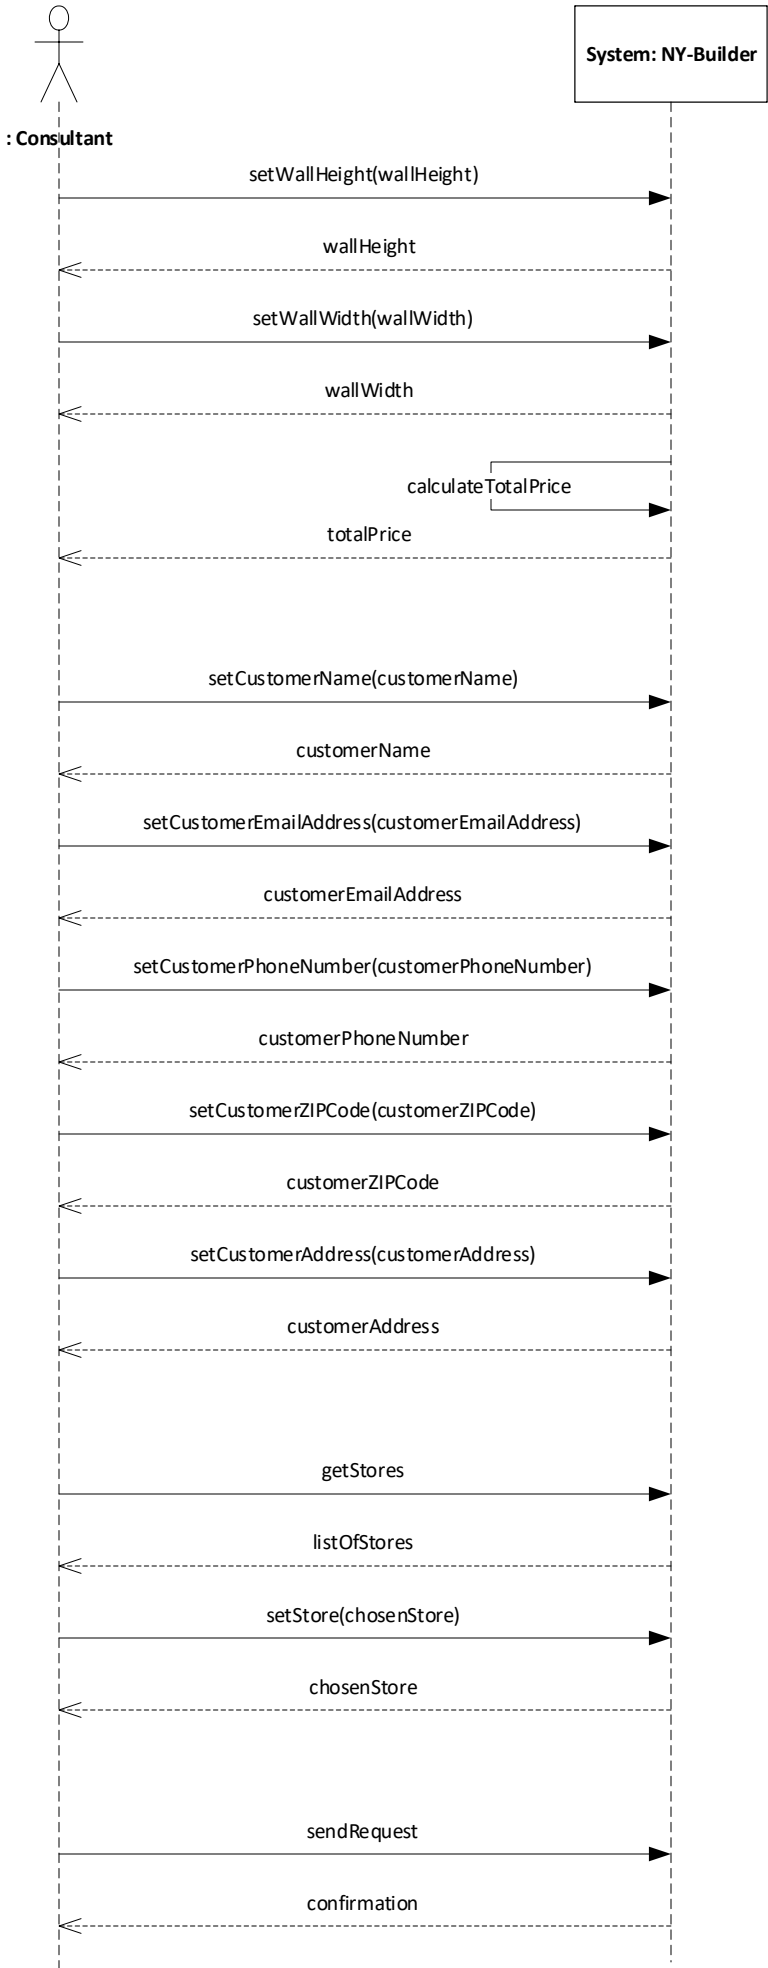 System: NY-Builder
: Consultant
setWallHeight(wallHeight)
wallHeight
setWallWidth(wallWidth)
wallWidth
calculateTotalPrice
totalPrice
setCustomerName(customerName)
customerName
setCustomerEmailAddress(customerEmailAddress)
customerEmailAddress
setCustomerPhoneNumber(customerPhoneNumber)
customerPhoneNumber
setCustomerZIPCode(customerZIPCode)
customerZIPCode
setCustomerAddress(customerAddress)
customerAddress
getStores
listOfStores
setStore(chosenStore)
chosenStore
sendRequest
confirmation